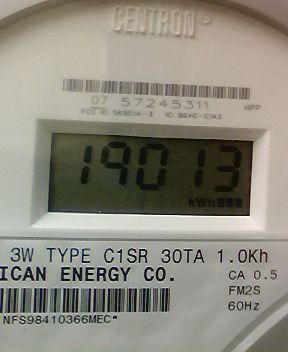 CENTRON
07 57245311 NPP
19013
kWh
3W TYPE C1SR 30TA 1.0Kh
ICAN ENERGY CO. CA 0.5
FM2S
60Hz
NFS98410366MEC*